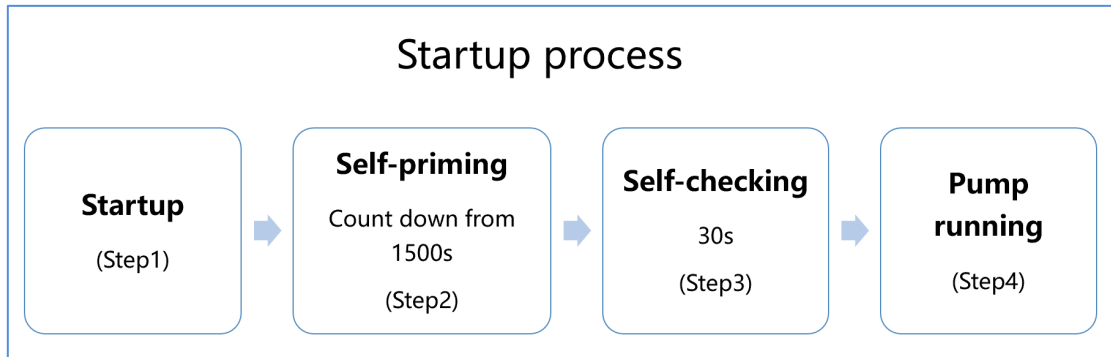 Startup process
Startup
(Step1)
Self-priming
Count down from
1500s
(Step2)
Self-checking
30s
(Step3)
Pump
running
(Step4)